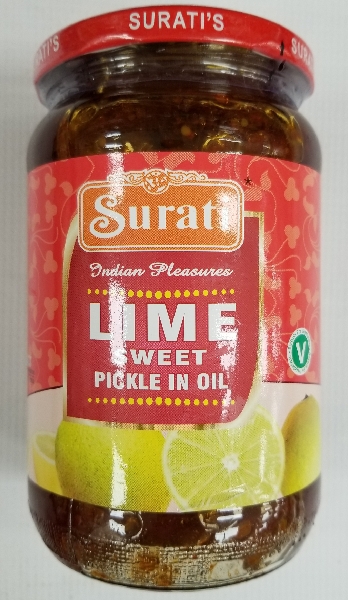 SURATI'S
Surati
Indian Pleasures
LIME
SWEET
PICKLE IN OIL
V